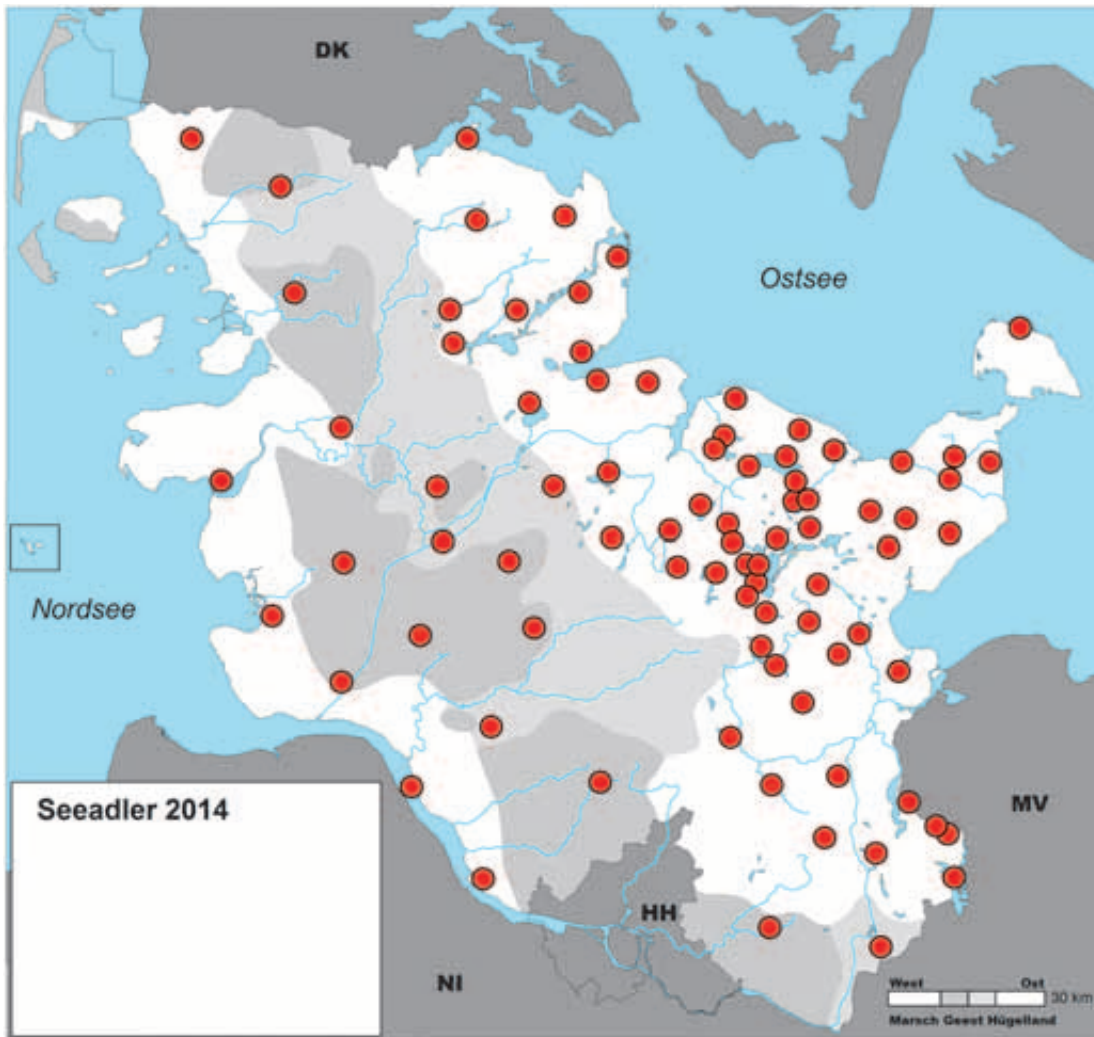 DK
Ostsee
Nordsee
Seeadler 2014
MV
HH
NI
West Ost
30 km
Marsch Geest Hügelland